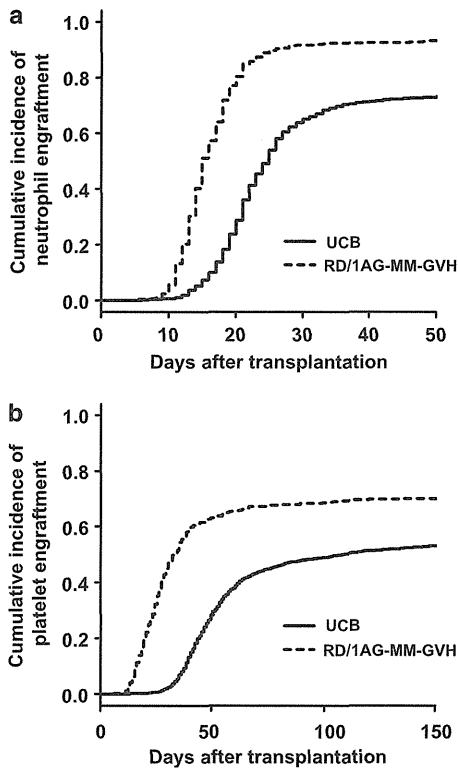 a
Cumulative incidence of
neutrophil engraftment
1.0
0.8
0.6
0.4
0.2
0.0
UCB
RD/1AG-MM-GVH
0 10 20 30 40 50
Days after transplantation
b
Cumulative incidence of
platelet engraftment
1.0
0.8
0.6
0.4
0.2
0.0
UCB
RD/1AG-MM-GVH
0 50 100 150
Days after transplantation